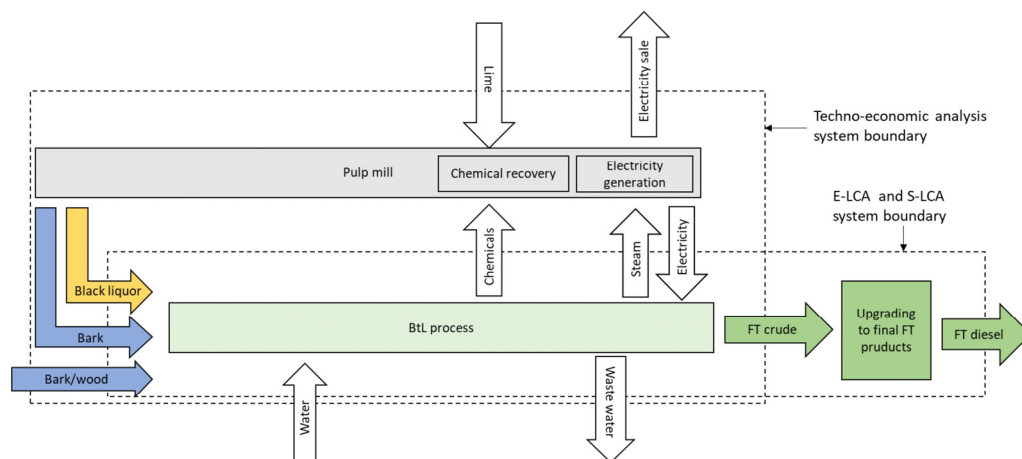 Lime
Electricity sale
Techno-economic analysis
system boundary
Pulp mill
Chemical recovery
Electricity
generation
E-LCA and S-LCA
system boundary
Chemicals
Steam
Electricity
Black liquor
Bark
BtL process
FT crude
Upgrading
to final FT
pruducts
FT diesel
Bark/wood
Water
Waste water